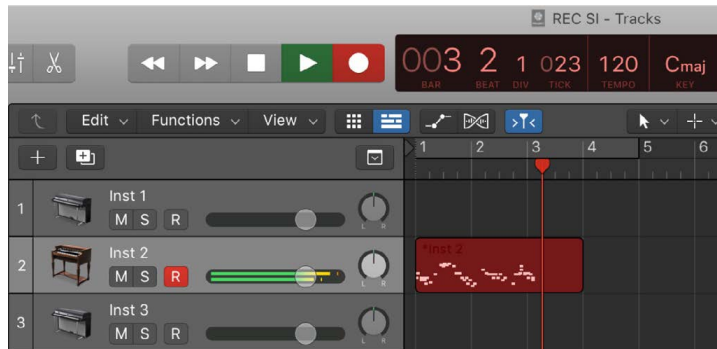 REC SI - Tracks
003 2 1 023 120 Cmaj
BAR BEAT DIV TICK TEMPO KEY
Edit Functions View
1 2 3 4 5 6
1 Inst 1
M S R
L R
2 Inst 2
M S R
L R
*Inst 2
3 Inst 3
M S R
L R